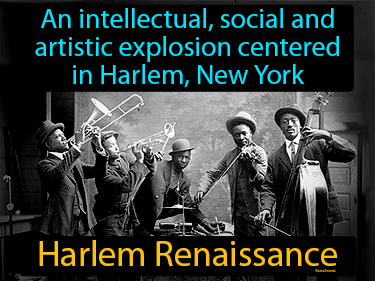 An intellectual, social and
artistic explosion centered
in Harlem, New York
Harlem Renaissance